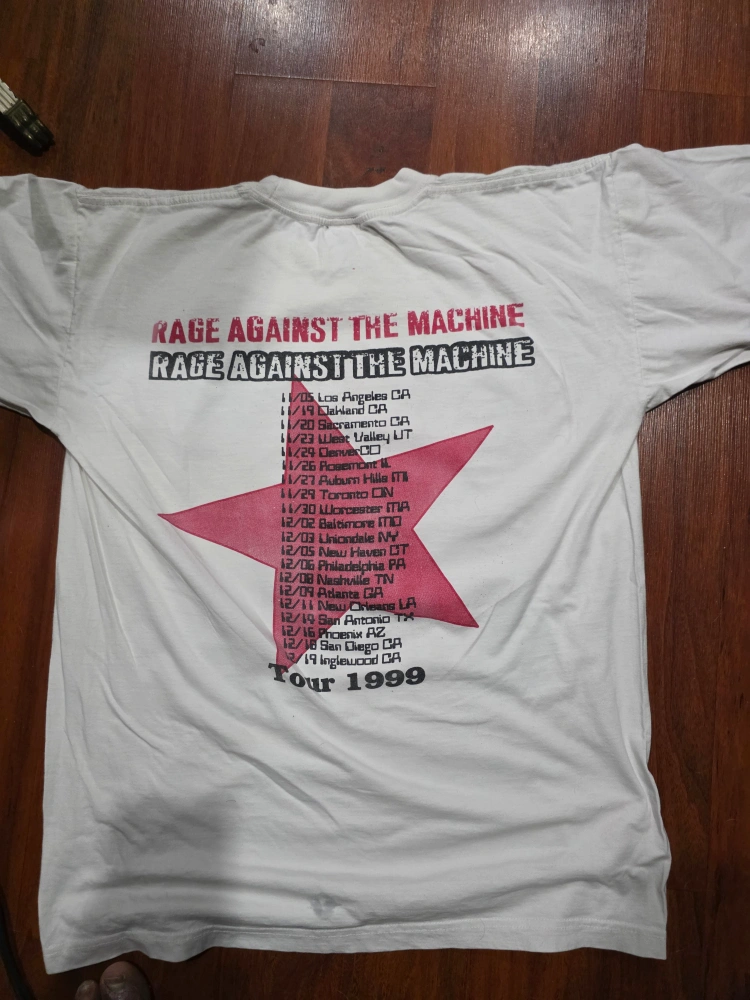 RAGE AGAINST THE MACHINE
RAGE AGAINST THE MACHINE
11/05 Los Angeles CA
11/19 Oakland CA
11/20 Sacramento CA
11/23 West Valley UT
11/24 DenverCO
11/26 Rosemont IL
11/27 Auburn Hills MI
11/29 Toronto ON
11/30 Worcester MA
12/02 Baltimore MD
12/03 Uniondale NY
12/05 New Haven CT
12/06 Philadelphia PA
12/08 Nashville TN
12/09 Atlanta GA
12/11 New Orleans LA
12/14 San Antonio TX
12/16 Phoenix AZ
12/18 San Diego CA
19 Inglewood CA
Tour 1999